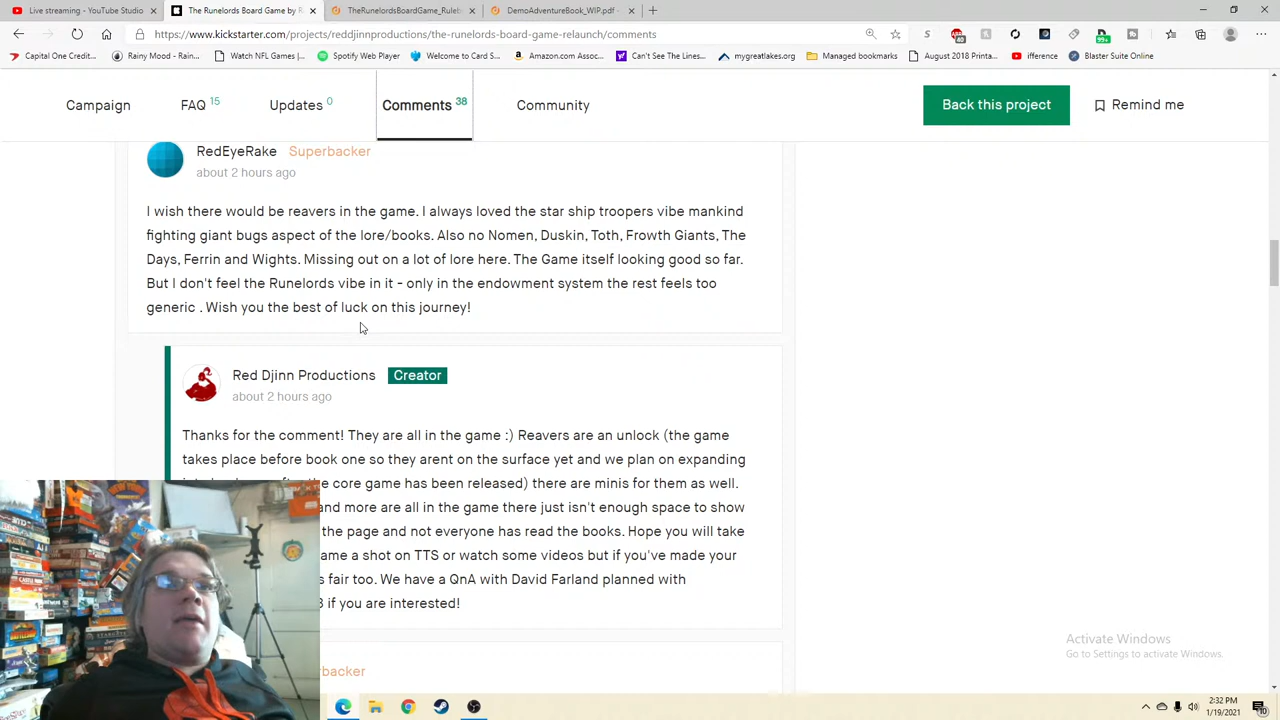 Live streaming - YouTube Studio
The Runelords Board Game by R
TheRunelordsBoardGame_Ruleb
DemoAdventureBook_WIP.pdf
https://www.kickstarter.com/projects/reddjinnproductions/the-runelords-board-game-relaunch/comments
Capital One Credit...
Rainy Mood - Rain...
Watch NFL Games |...
Spotify Web Player
Welcome to Card S...
Amazon.com Assoc...
Can't See the Lines...
mygreatlakes.org
Managed bookmarks
August 2018 Printa...
ifference
Blaster Suite Online
Campaign
FAQ 15
Updates 0
Comments 38
Community
Back this project
Remind me
RedEyeRake Superbacker
about 2 hours ago
I wish there would be reavers in the game. I always loved the star ship troopers vibe mankind
fighting giant bugs aspect of the lore/books. Also no Nomen, Duskin, Toth, Frowth Giants, The
Days, Ferrin and Wights. Missing out on a lot of lore here. The Game itself looking good so far.
But I don't feel the Runelords vibe in it - only in the endowment system the rest feels too
generic . Wish you the best of luck on this journey!
Red Djinn Productions Creator
about 2 hours ago
Thanks for the comment! They are all in the game :) Reavers are an unlock (the game
takes place before book one so they arent on the surface yet and we plan on expanding
the core game has been released) there are minis for them as well.
and more are all in the game there just isn't enough space to show
the page and not everyone has read the books. Hope you will take
ame a shot on TTS or watch some videos but if you've made your
s fair too. We have a QnA with David Farland planned with
if you are interested!
rbacker
Activate Windows
Go to Settings to activate Windows.
2:32 PM
1/19/2021